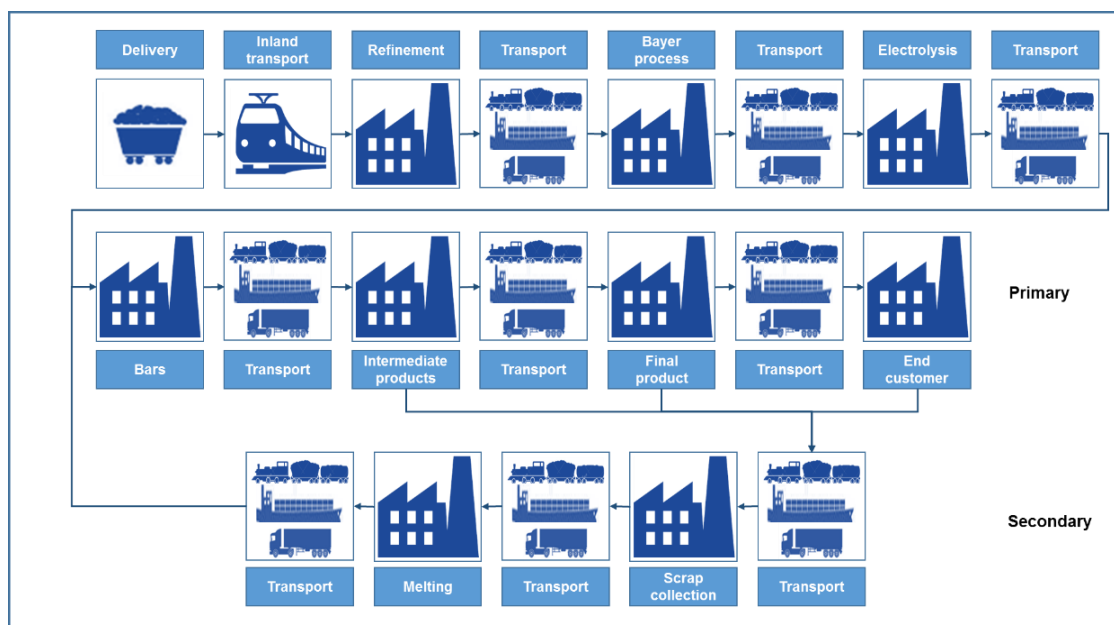 Delivery
Inland
transport
Refinement
Transport
Bayer
process
Transport
Electrolysis
Transport
Primary
Bars
Transport
Intermediate
products
Transport
Final
product
Transport
End
customer
Secondary
Transport
Melting
Transport
Scrap
collection
Transport